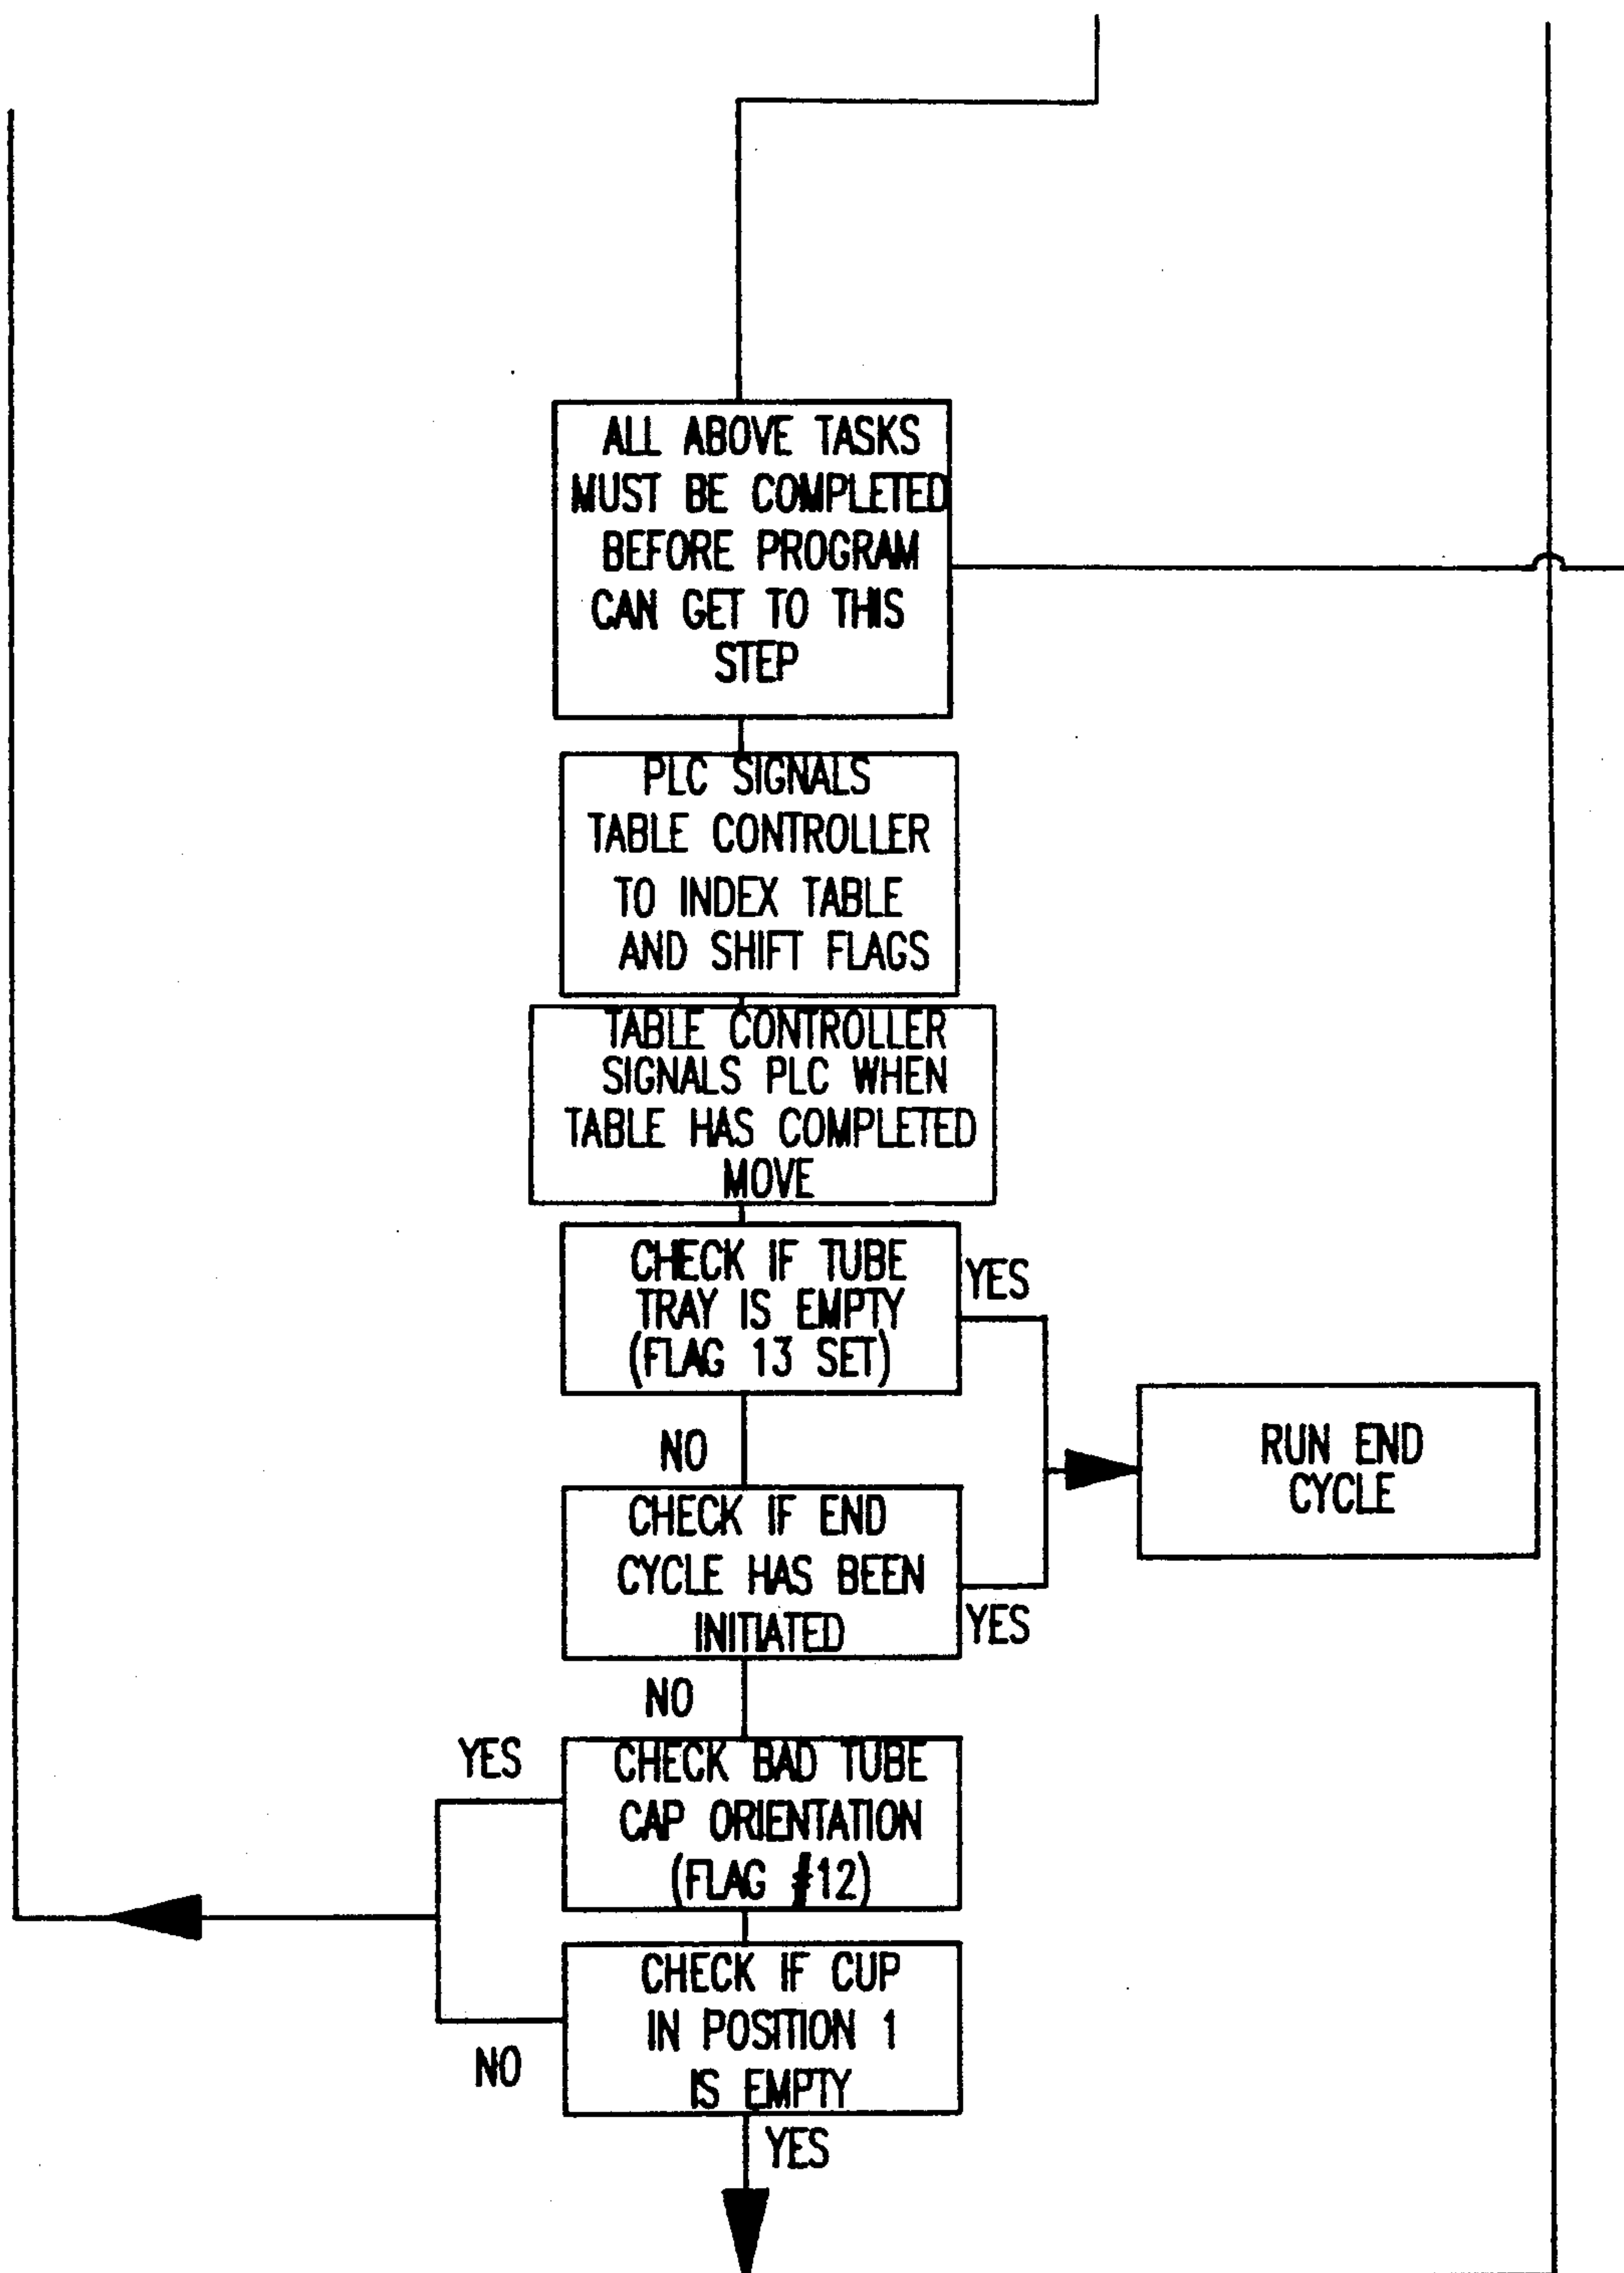 ALL ABOVE TASKS
MUST BE COMPLETED
BEFORE PROGRAM
CAN GET TO THIS
STEP
PLC SIGNALS
TABLE CONTROLLER
TO INDEX TABLE
AND SHIFT FLAGS
TABLE CONTROLLER
SIGNALS PLC WHEN
TABLE HAS COMPLETED
MOVE
CHECK IF TUBE
TRAY IS EMPTY
(FLAG 13 SET)
YES
NO
RUN END
CYCLE
CHECK IF END
CYCLE HAS BEEN
INITIATED
YES
NO
YES
CHECK BAD TUBE
CAP ORIENTATION
(FLAG #12)
CHECK IF CUP
IN POSITION 1
IS EMPTY
NO
YES